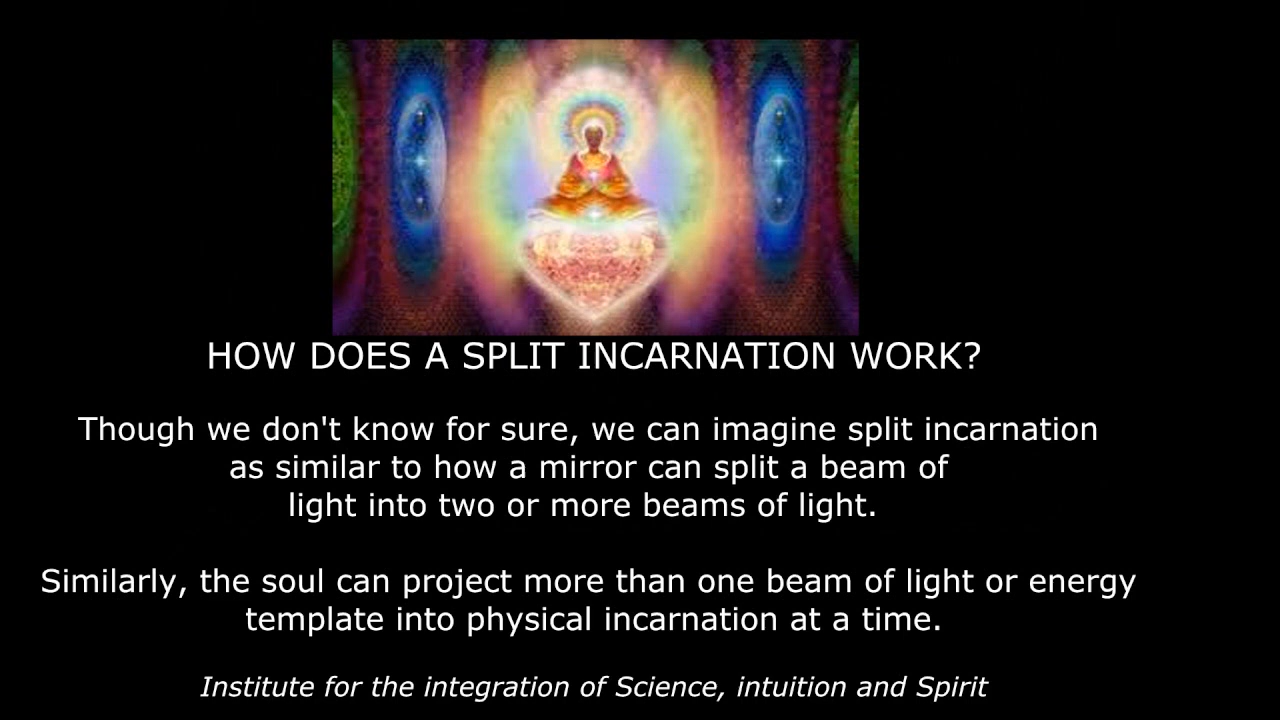 HOW DOES A SPLIT INCARNATION WORK?
Though we don't know for sure, we can imagine split incarnation
as similar to how a mirror can split a beam of
light into two or more beams of light.
Similarly, the soul can project more than one beam of light or energy
template into physical incarnation at a time.
Institute for the integration of Science, intuition and Spirit